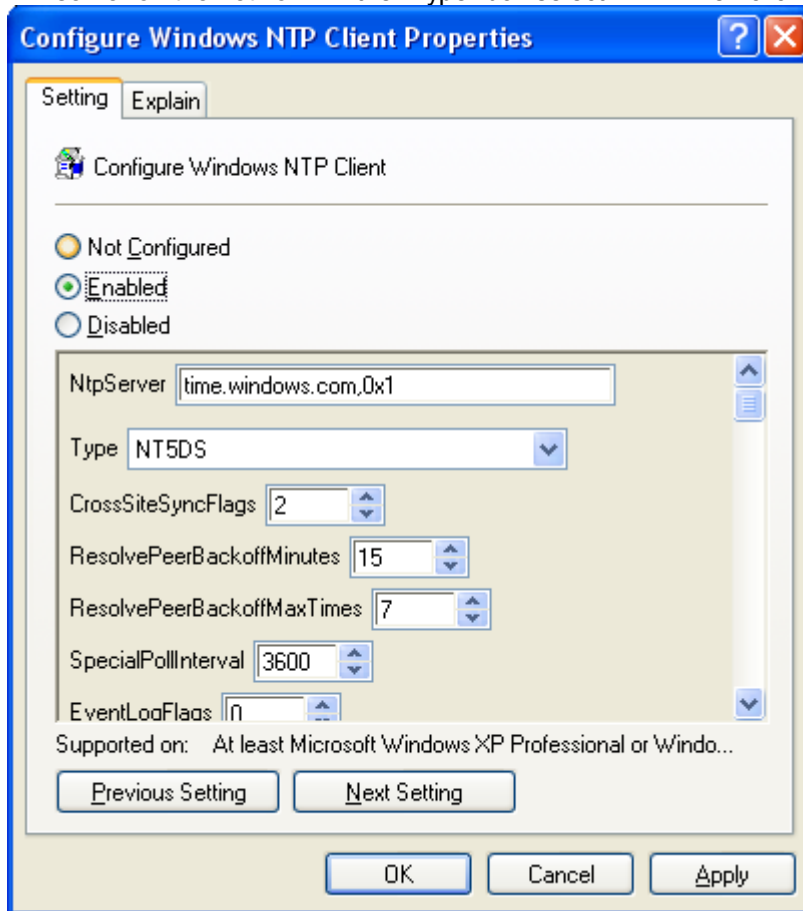 Configure Windows NTP Client Properties
Setting Explain
Configure Windows NTP Client
Not Configured
Enabled
Disabled
NtpServer time.windows.com,0x1
Type NT5DS
CrossSiteSyncFlags 2
ResolvePeerBackoffMinutes 15
ResolvePeerBackoffMaxTimes 7
SpecialPollInterval 3600
EventLogFlags 0
Supported on: At least Microsoft Windows XP Professional or Windo...
Previous Setting Next Setting
OK Cancel Apply